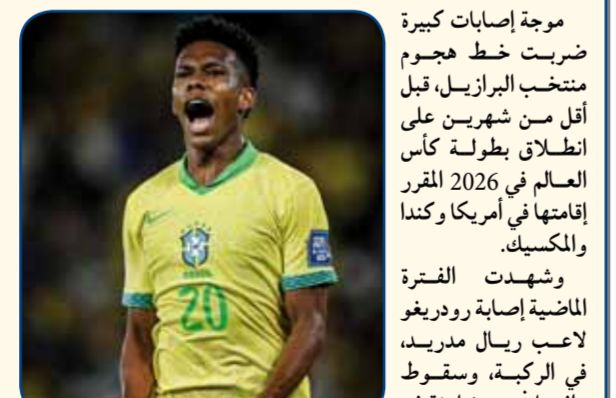 موجة إصابات كبيرة
ضربت خط هجوم
منتخب البرازيل، قبل
أقل من شهرين على
انطلاق بطولة كأس
العالم في 2026 المقرر
إقامتها في أمريكا وكندا
والمكسيك.
وشهدت الفترة
الماضية إصابة رودريغو
لاعب ريال مدريد،
في الركبة، وسقوط
BRASIL
20